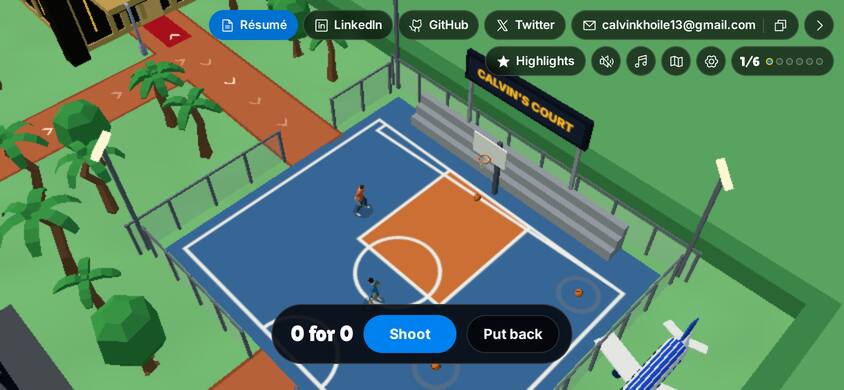 Résumé
LinkedIn
GitHub
Twitter
calvinkhoile13@gmail.com
Highlights
1/6
CALVIN'S COURT
0 for 0
Shoot
Put back